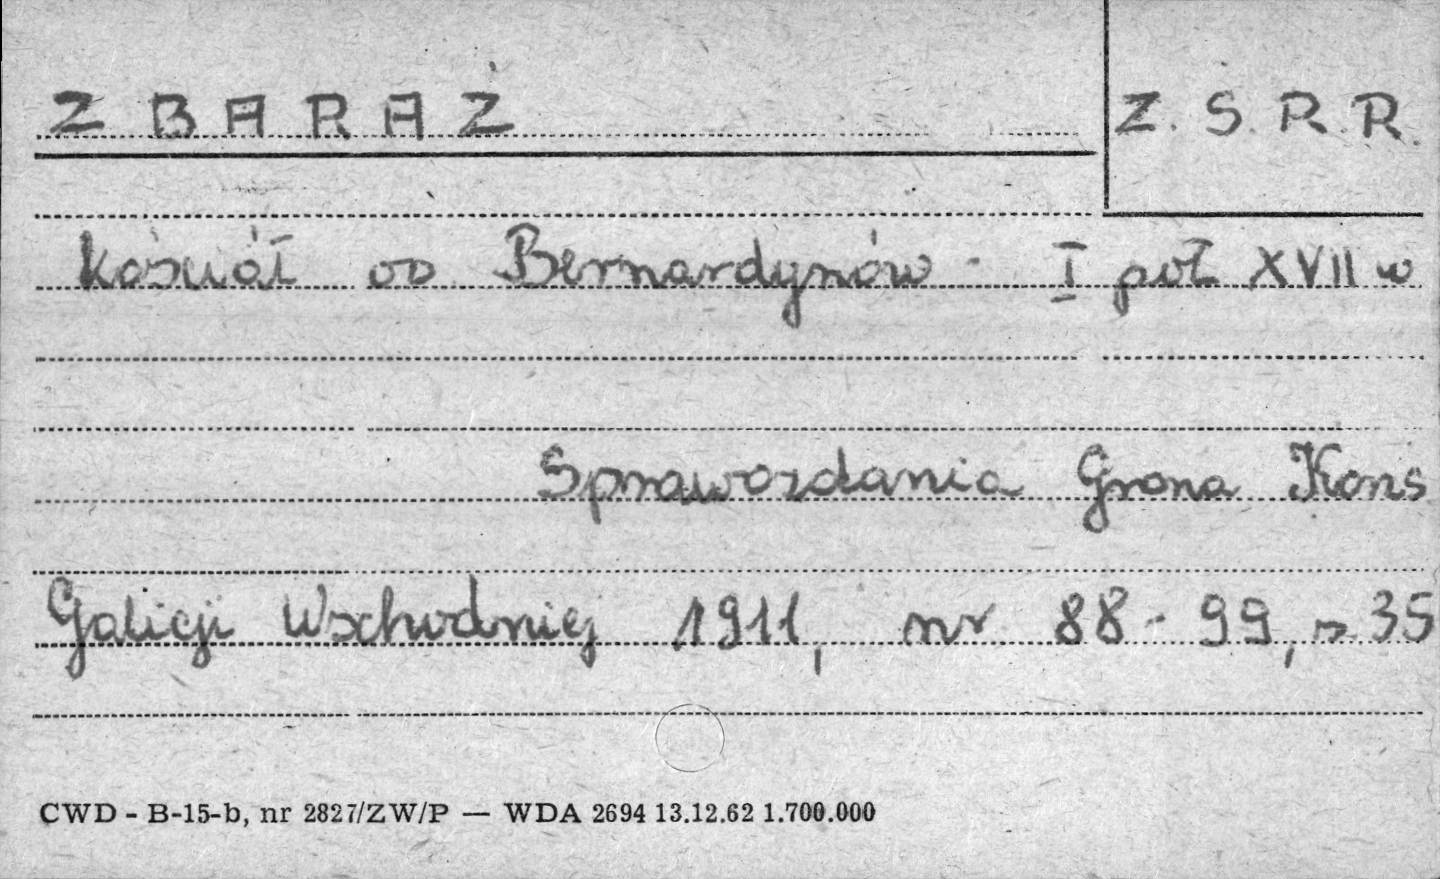 ZBARAŻ
Z.S.R.R.
Kościół oo Bernardynów - I poł XVII w
Sprawozdania Grona Kons
Galicji Wschodniej 1911, nr 88-99, s 35
CWD - B-15-b, nr 2827/ZW/P — WDA 2694 13.12.62 1.700.000